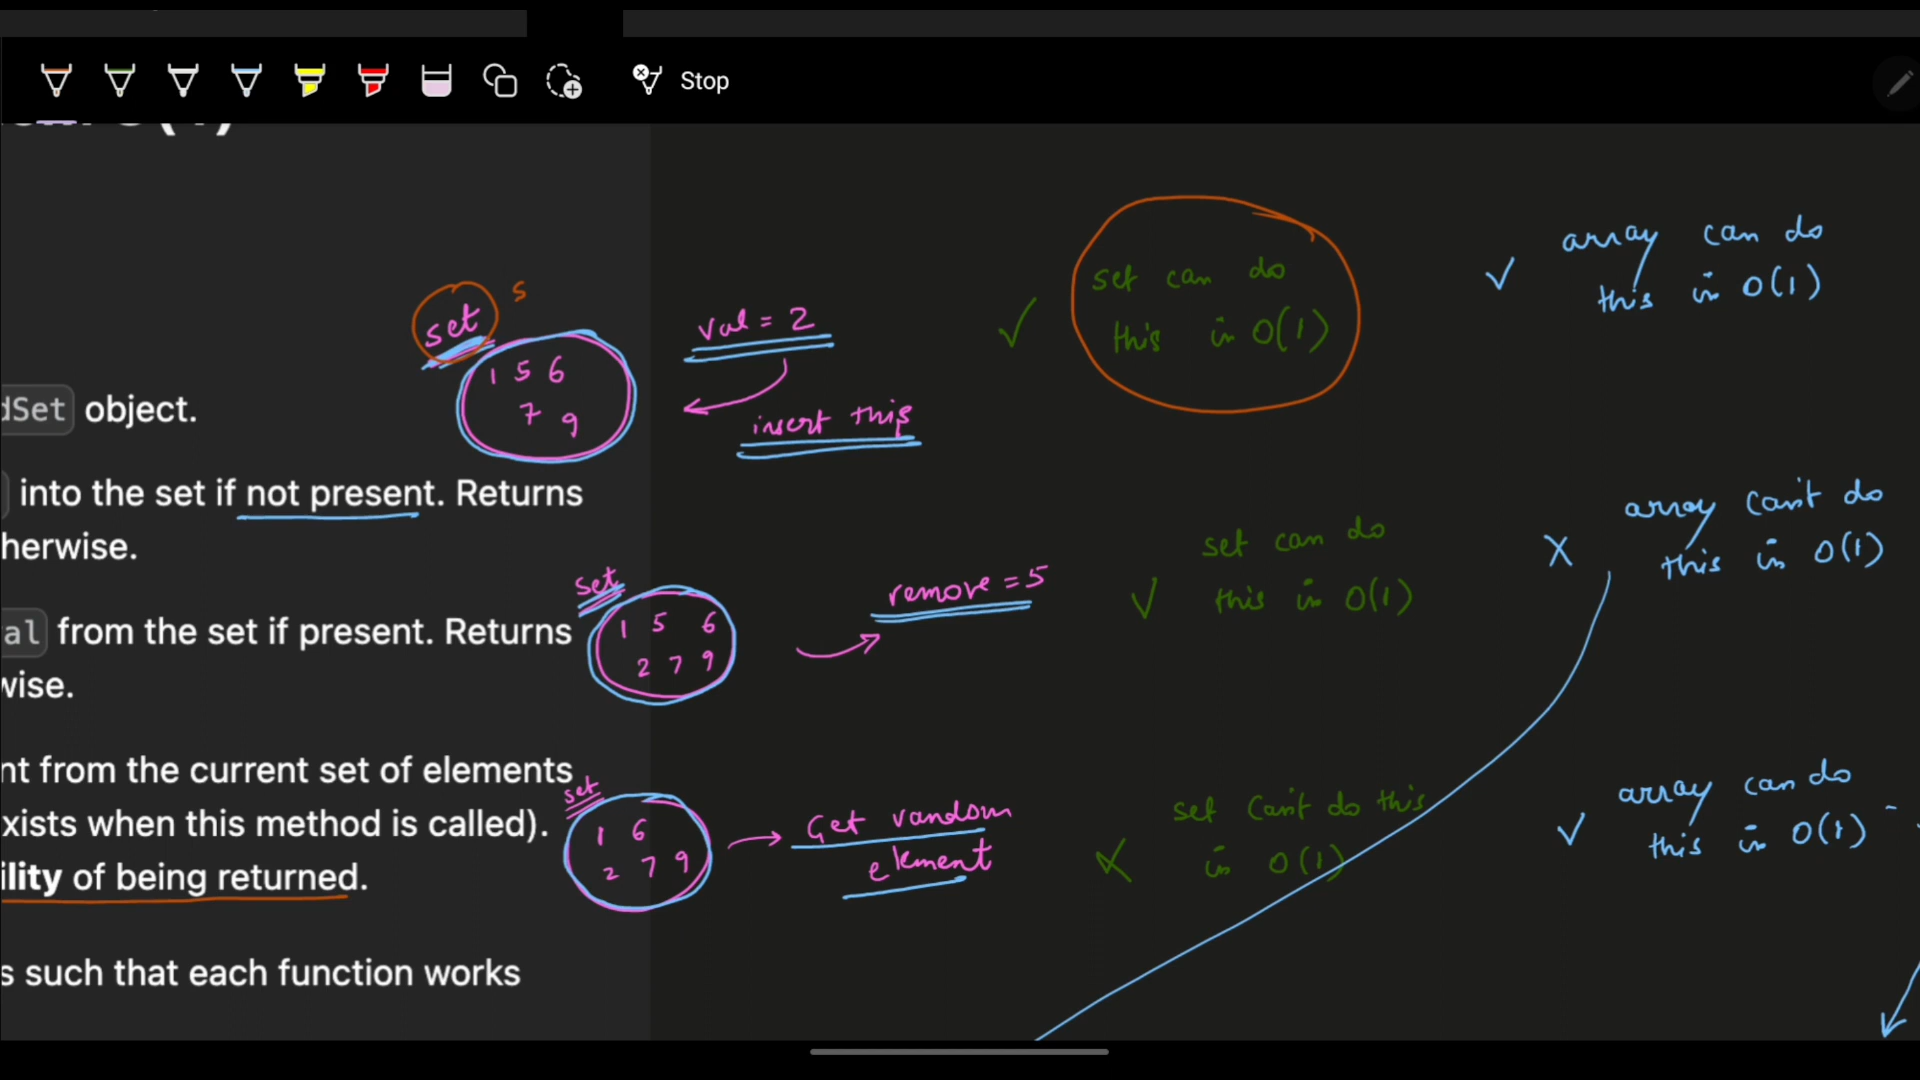 Stop
O(1)
set s
1 5 6
7 9
val = 2
insert this
set can do
this in O(1)
array can do
this in O(1)
dSet object.
into the set if not present. Returns
herwise.
set
1 5 6
2 7 9
remove = 5
set can do
this in O(1)
X array can't do
this in O(1)
al from the set if present. Returns
wise.
nt from the current set of elements
xists when this method is called).
ility of being returned.
set
1 6
2 7 9
Get random
element
set can't do this
in O(1)
array can do
this in O(1)
s such that each function works